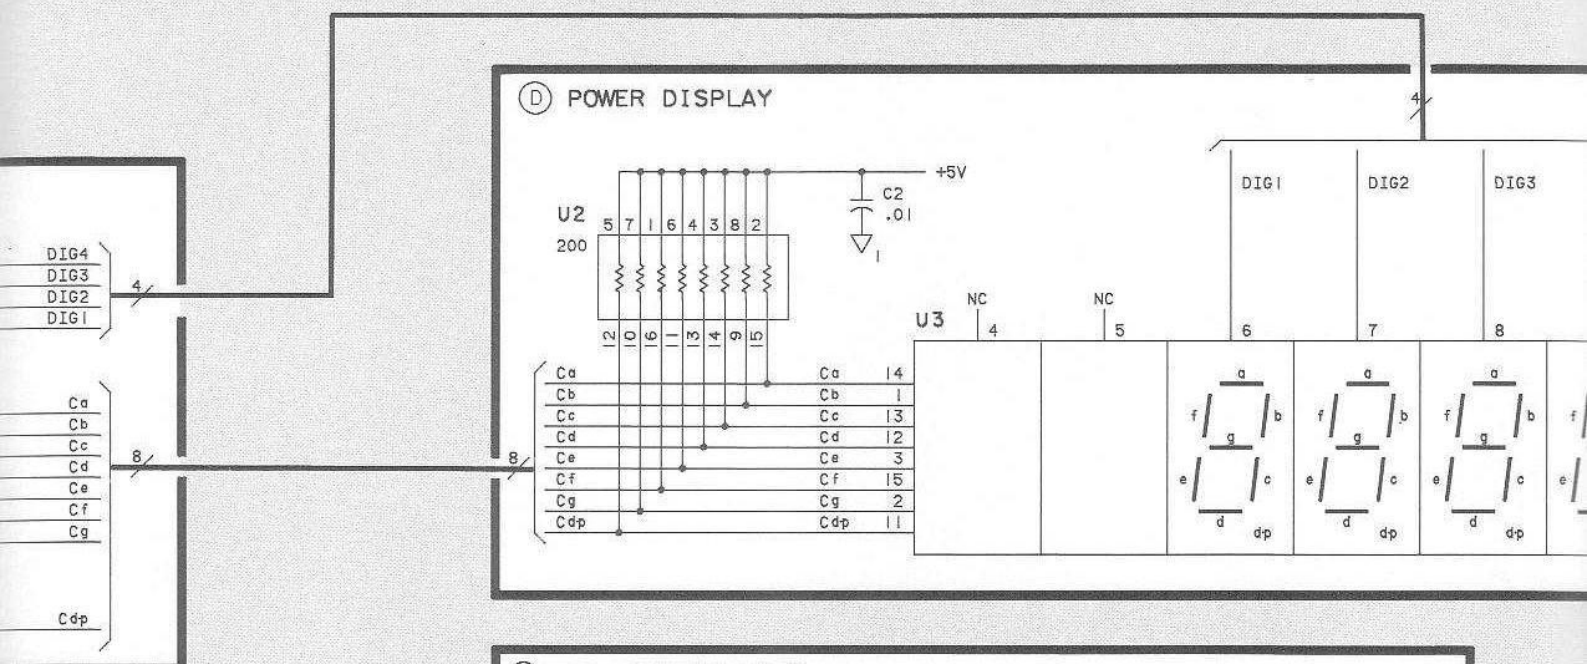 DIG4
DIG3
DIG2
DIG1
4
Ca
Cb
Cc
Cd
Ce
Cf
Cg
Cdp
8
D POWER DISPLAY
4
+5V
C2
.01
1
U2
200
5 7 1 6 4 3 8 2
12 10 16 11 13 14 9 15
8
Ca Ca 14
Cb Cb 1
Cc Cc 13
Cd Cd 12
Ce Ce 3
Cf Cf 15
Cg Cg 2
Cdp Cdp 11
DIG1 DIG2 DIG3
U3
NC NC
4 5 6 7 8
a a a
f b f b f b f
g g g
e c e c e c e
d d d
dp dp dp